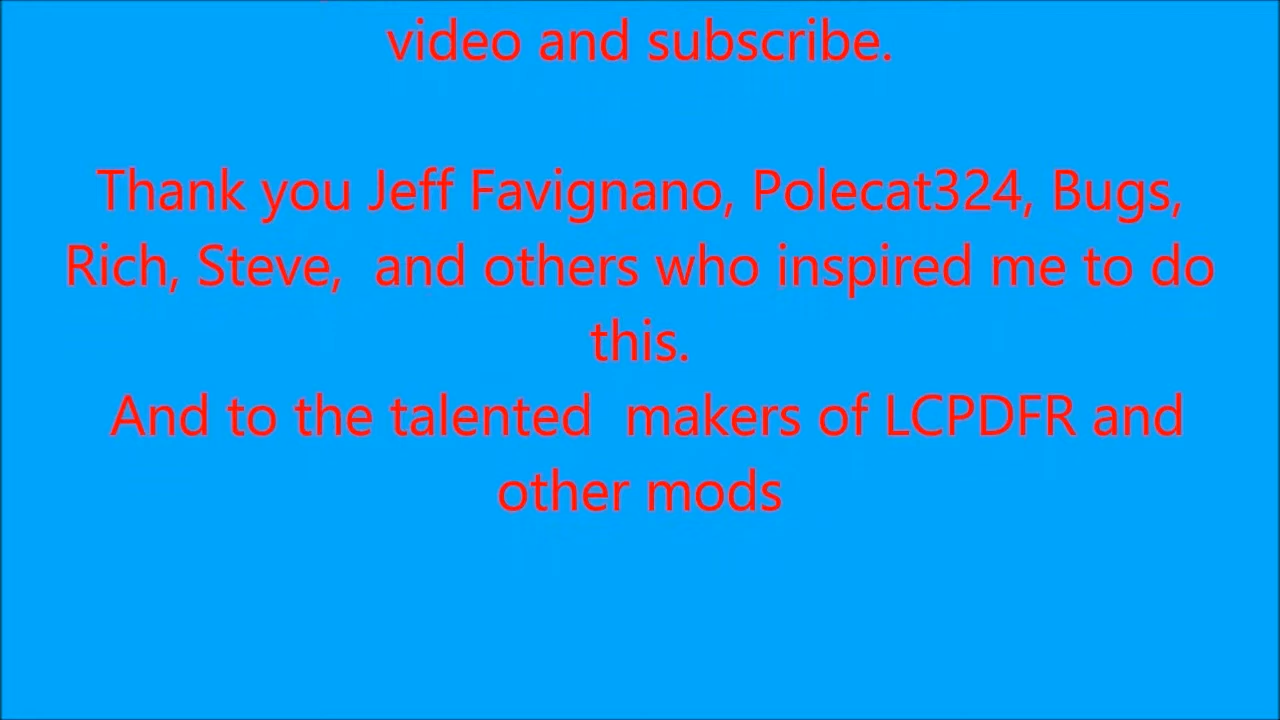 video and subscribe.
Thank you Jeff Favignano, Polecat324, Bugs,
Rich, Steve,  and others who inspired me to do
this.
And to the talented  makers of LCPDFR and
other mods